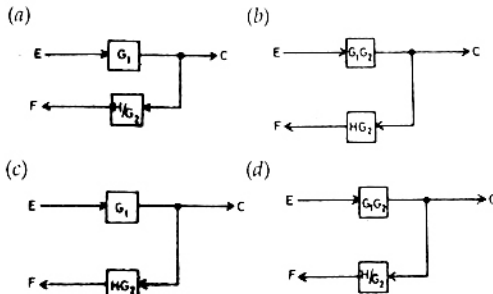 (a)
E G₁ C
F H/G₂
(b)
E G₁G₂ C
F HG₂
(c)
E G₁ C
F HG₂
(d)
E G₁G₂
F H/G₂